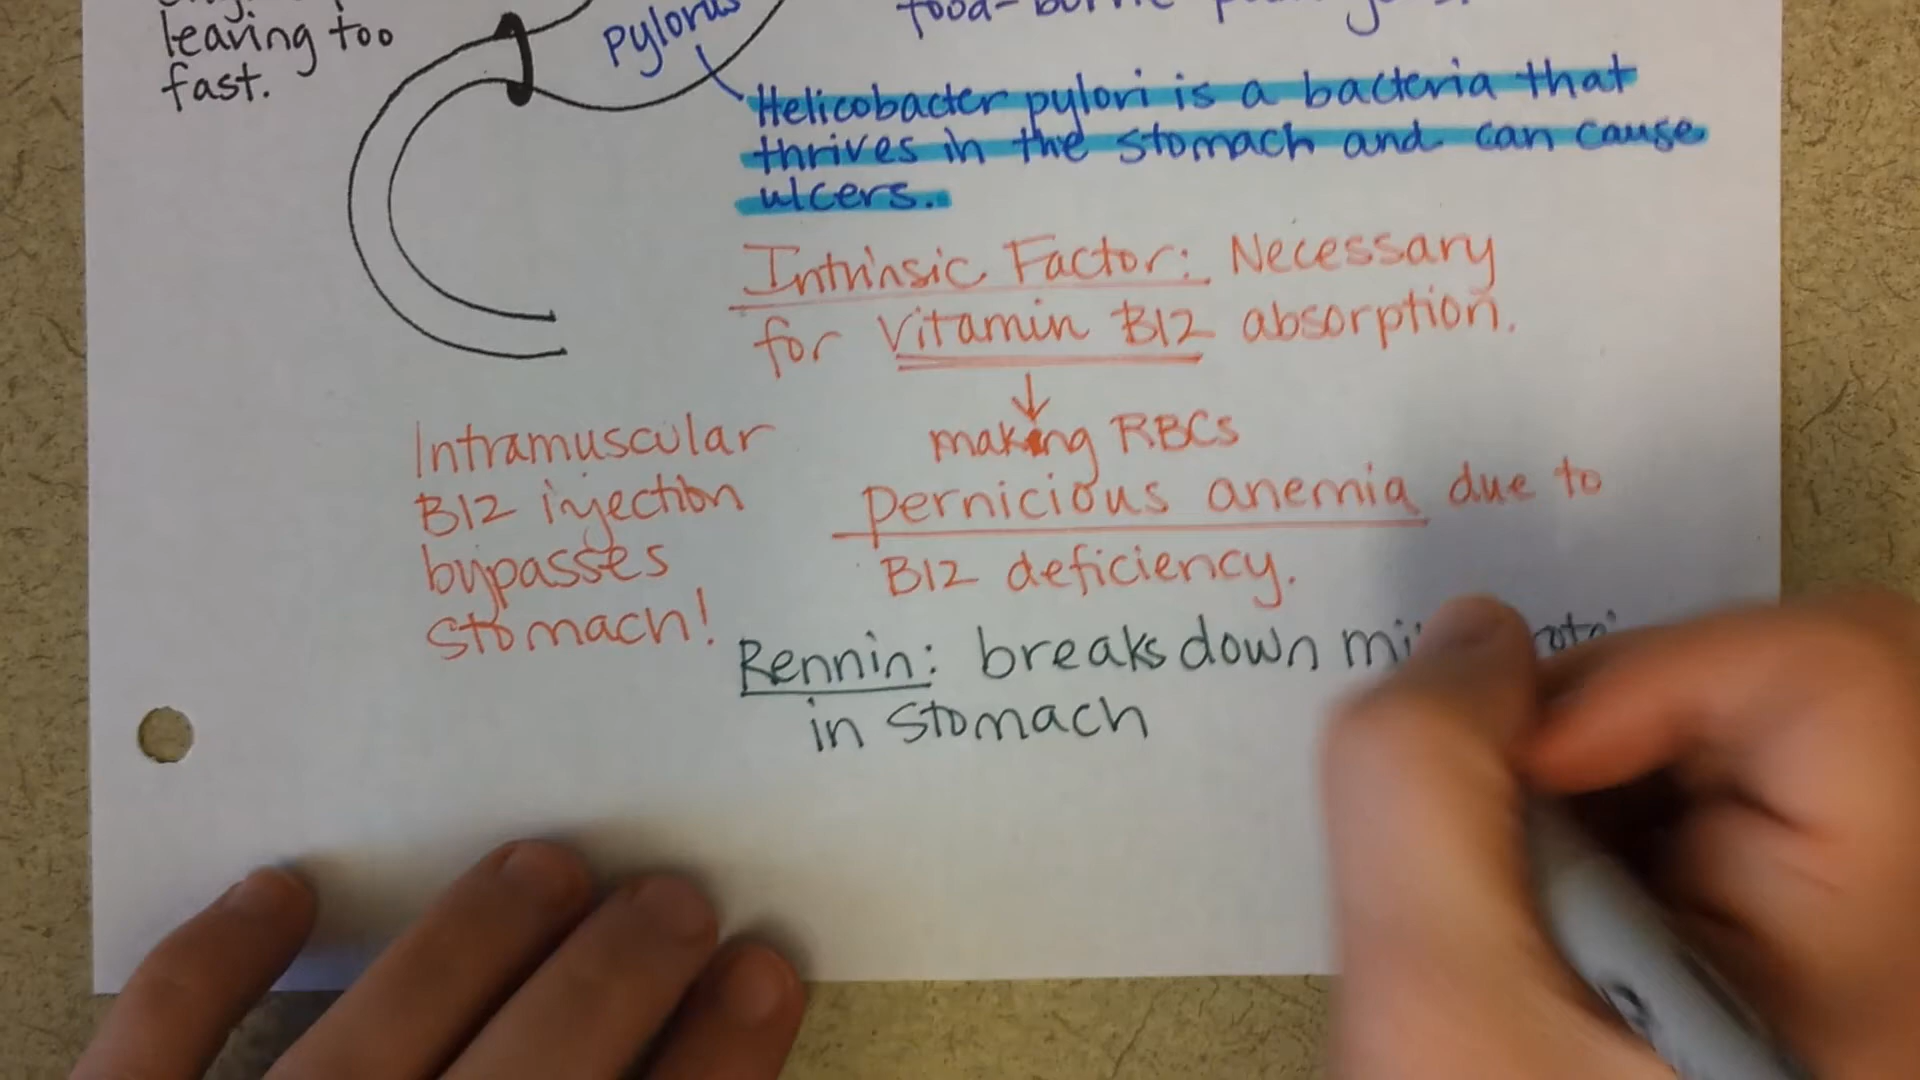 leaving too
fast.
pylorus
food-borne
Helicobacter pylori is a bacteria that
thrives in the stomach and can cause
ulcers.
Intrinsic Factor: Necessary
for Vitamin B12 absorption.
↓
making RBCs
pernicious anemia due to
B12 deficiency.
Intramuscular
B12 injection
bypasses
stomach!
Rennin: breaks down
in stomach